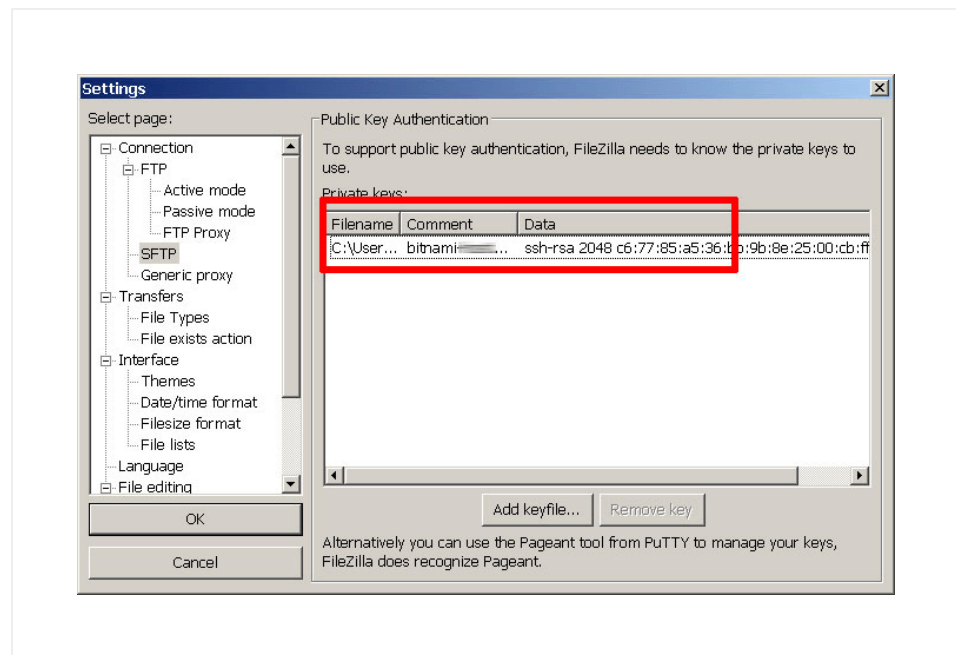 Settings
Select page:
Connection
FTP
Active mode
Passive mode
FTP Proxy
SFTP
Generic proxy
Transfers
File Types
File exists action
Interface
Themes
Date/time format
Filesize format
File lists
Language
File editing
OK
Cancel
Public Key Authentication
To support public key authentication, FileZilla needs to know the private keys to
use.
Private keys:
Filename Comment Data
C:\User... bitnami-... ssh-rsa 2048 c6:77:85:a5:36:bb:9b:8e:25:00:cb:ff
Add keyfile... Remove key
Alternatively you can use the Pageant tool from PuTTY to manage your keys,
FileZilla does recognize Pageant.